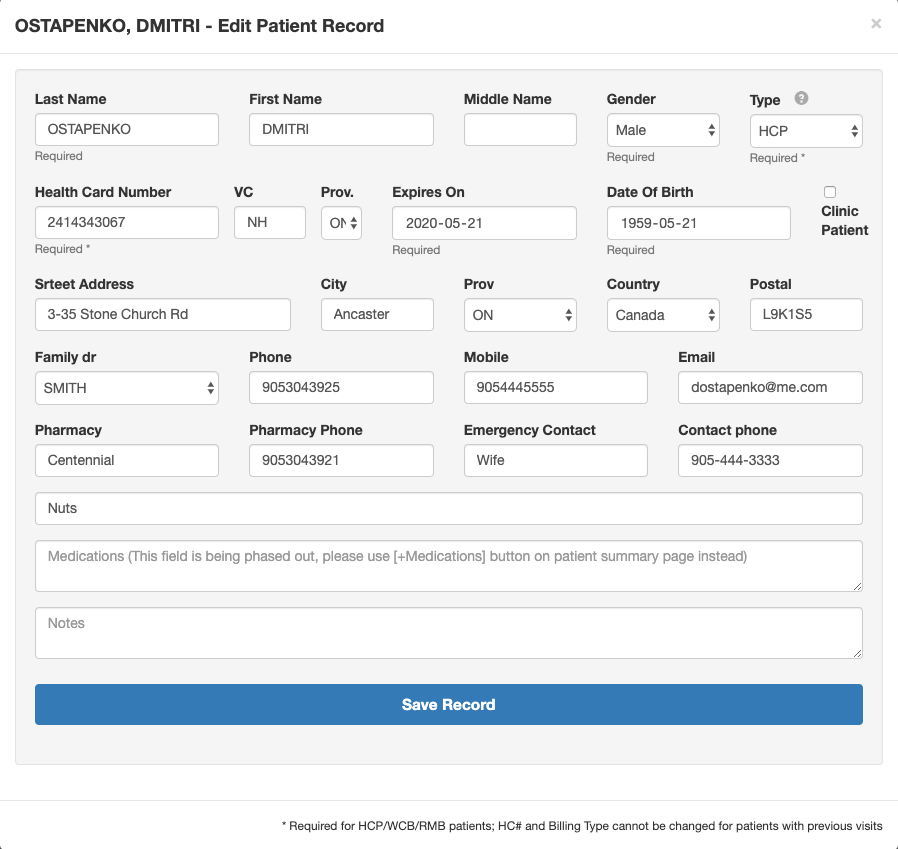 OSTAPENKO, DMITRI - Edit Patient Record ×
Last Name First Name Middle Name Gender Type ?
OSTAPENKO DMITRI Male HCP
Required Required Required *
Health Card Number VC Prov. Expires On Date Of Birth
2414343067 NH ON 2020-05-21 1959-05-21 Clinic Patient
Required * Required Required
Srteet Address City Prov Country Postal
3-35 Stone Church Rd Ancaster ON Canada L9K1S5
Family dr Phone Mobile Email
SMITH 9053043925 9054445555 dostapenko@me.com
Pharmacy Pharmacy Phone Emergency Contact Contact phone
Centennial 9053043921 Wife 905-444-3333
Nuts
Medications (This field is being phased out, please use [+Medications] button on patient summary page instead)
Notes
Save Record
* Required for HCP/WCB/RMB patients; HC# and Billing Type cannot be changed for patients with previous visits